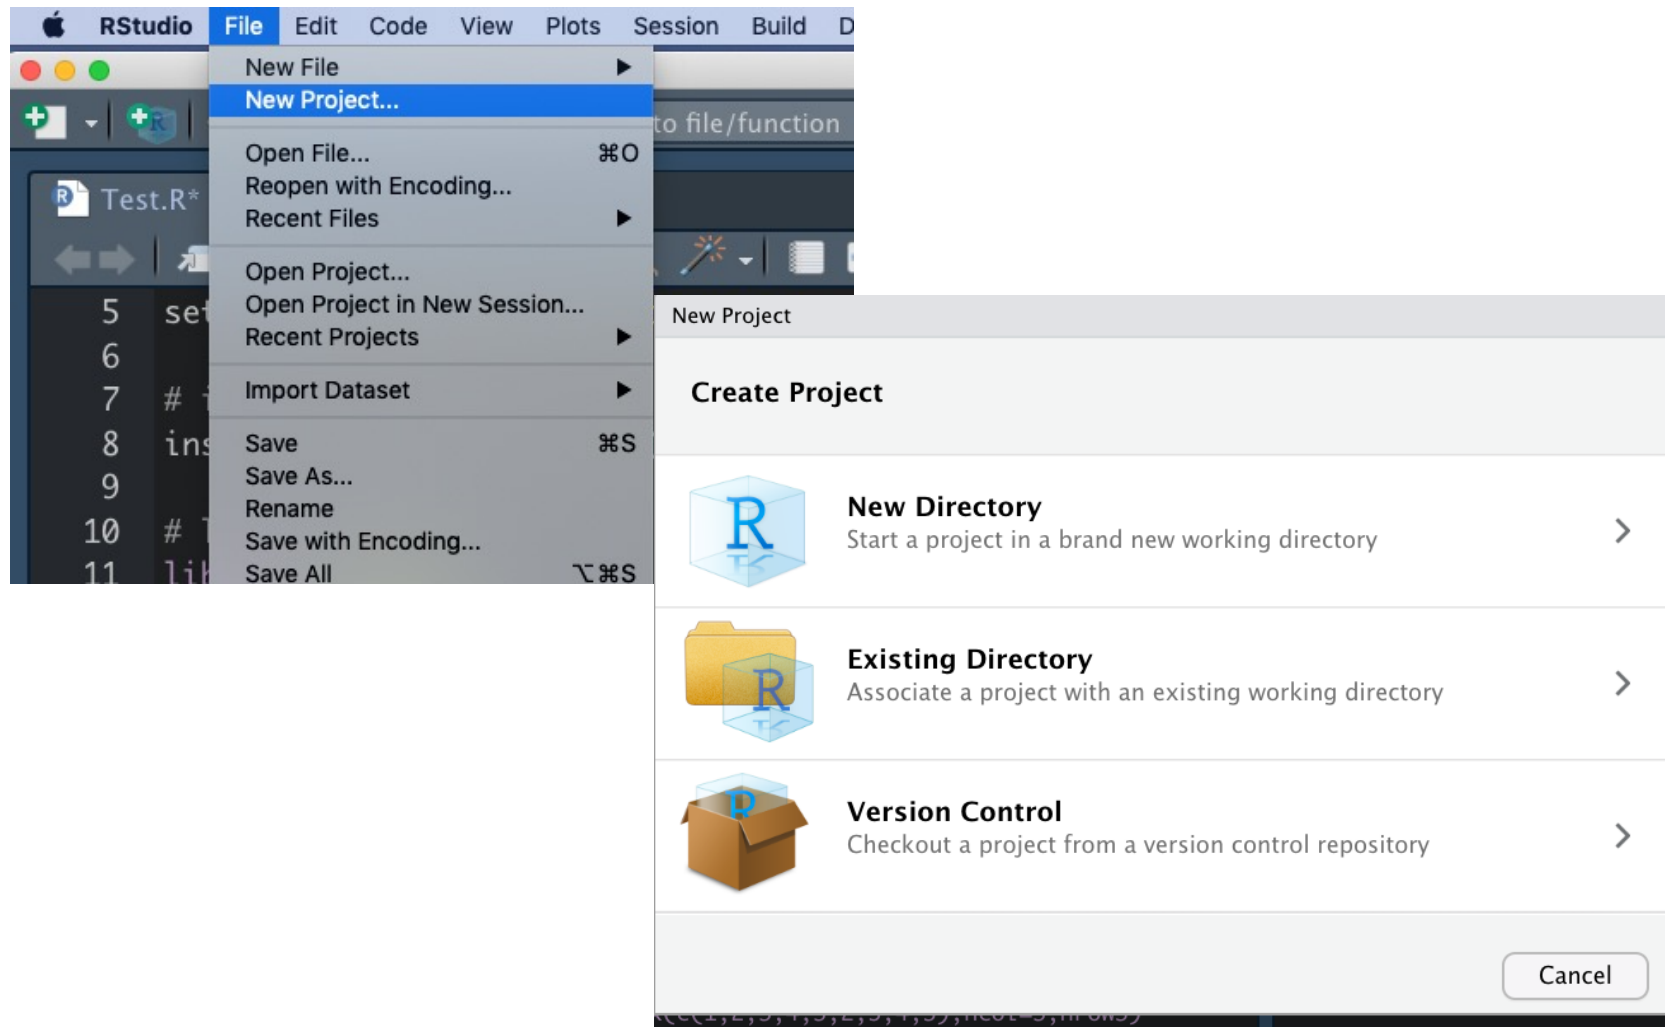 RStudio File Edit Code View Plots Session Build
New File
New Project...
to file/function
Open File... ⌘O
Reopen with Encoding...
Test.R*
Recent Files
Open Project...
Open Project in New Session...
Recent Projects
Import Dataset
Save ⌘S
Save As...
Rename
Save with Encoding...
Save All ⌥⌘S
5 set
6
7 #
8 ins
9
10 #
11
New Project
Create Project
New Directory
Start a project in a brand new working directory
Existing Directory
Associate a project with an existing working directory
Version Control
Checkout a project from a version control repository
Cancel